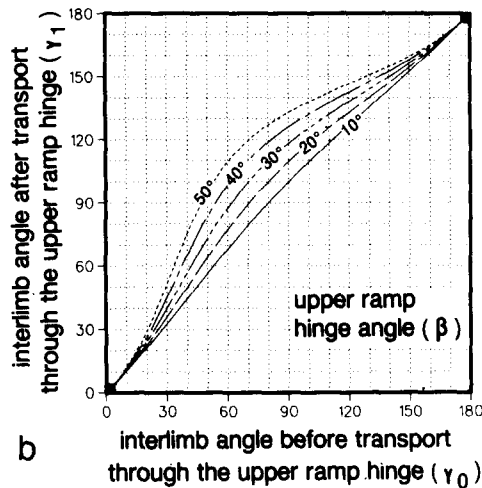 interlimb angle after transport
through the upper ramp hinge (γ₁)
180
150
120
90
60
30
0
50°
40°
30°
20°
10°
upper ramp
hinge angle (β)
0 30 60 90 120 150 180
b
interlimb angle before transport
through the upper ramp hinge (γ₀)